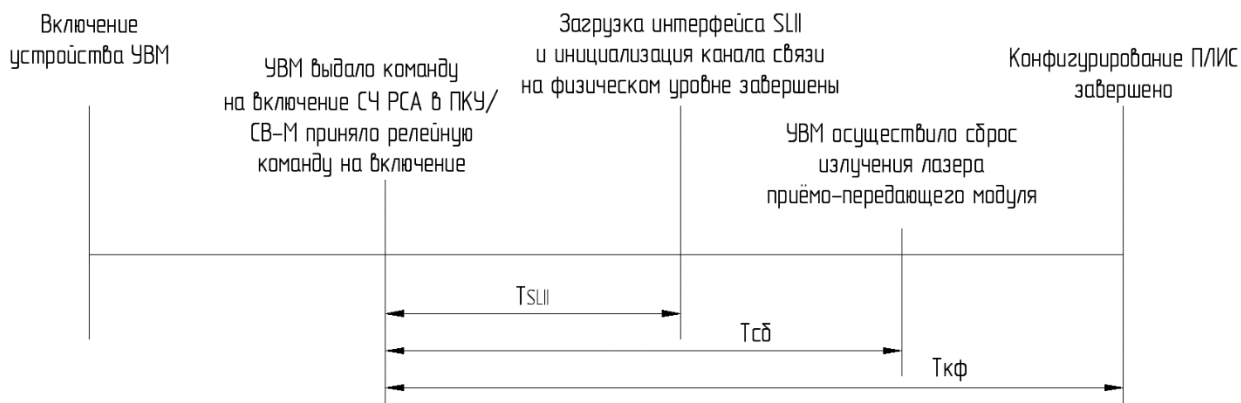 Включение
устройства УВМ
УВМ выдало команду
на включение СЧ РСА в ПКУ/
СВ-М приняло релейную
команду на включение
Загрузка интерфейса SLII
и инициализация канала связи
на физическом уровне завершены
УВМ осуществило сброс
излучения лазера
приёмо-передающего модуля
Конфигурирование ПЛИС
завершено
TSLII
Tсб
Tкф